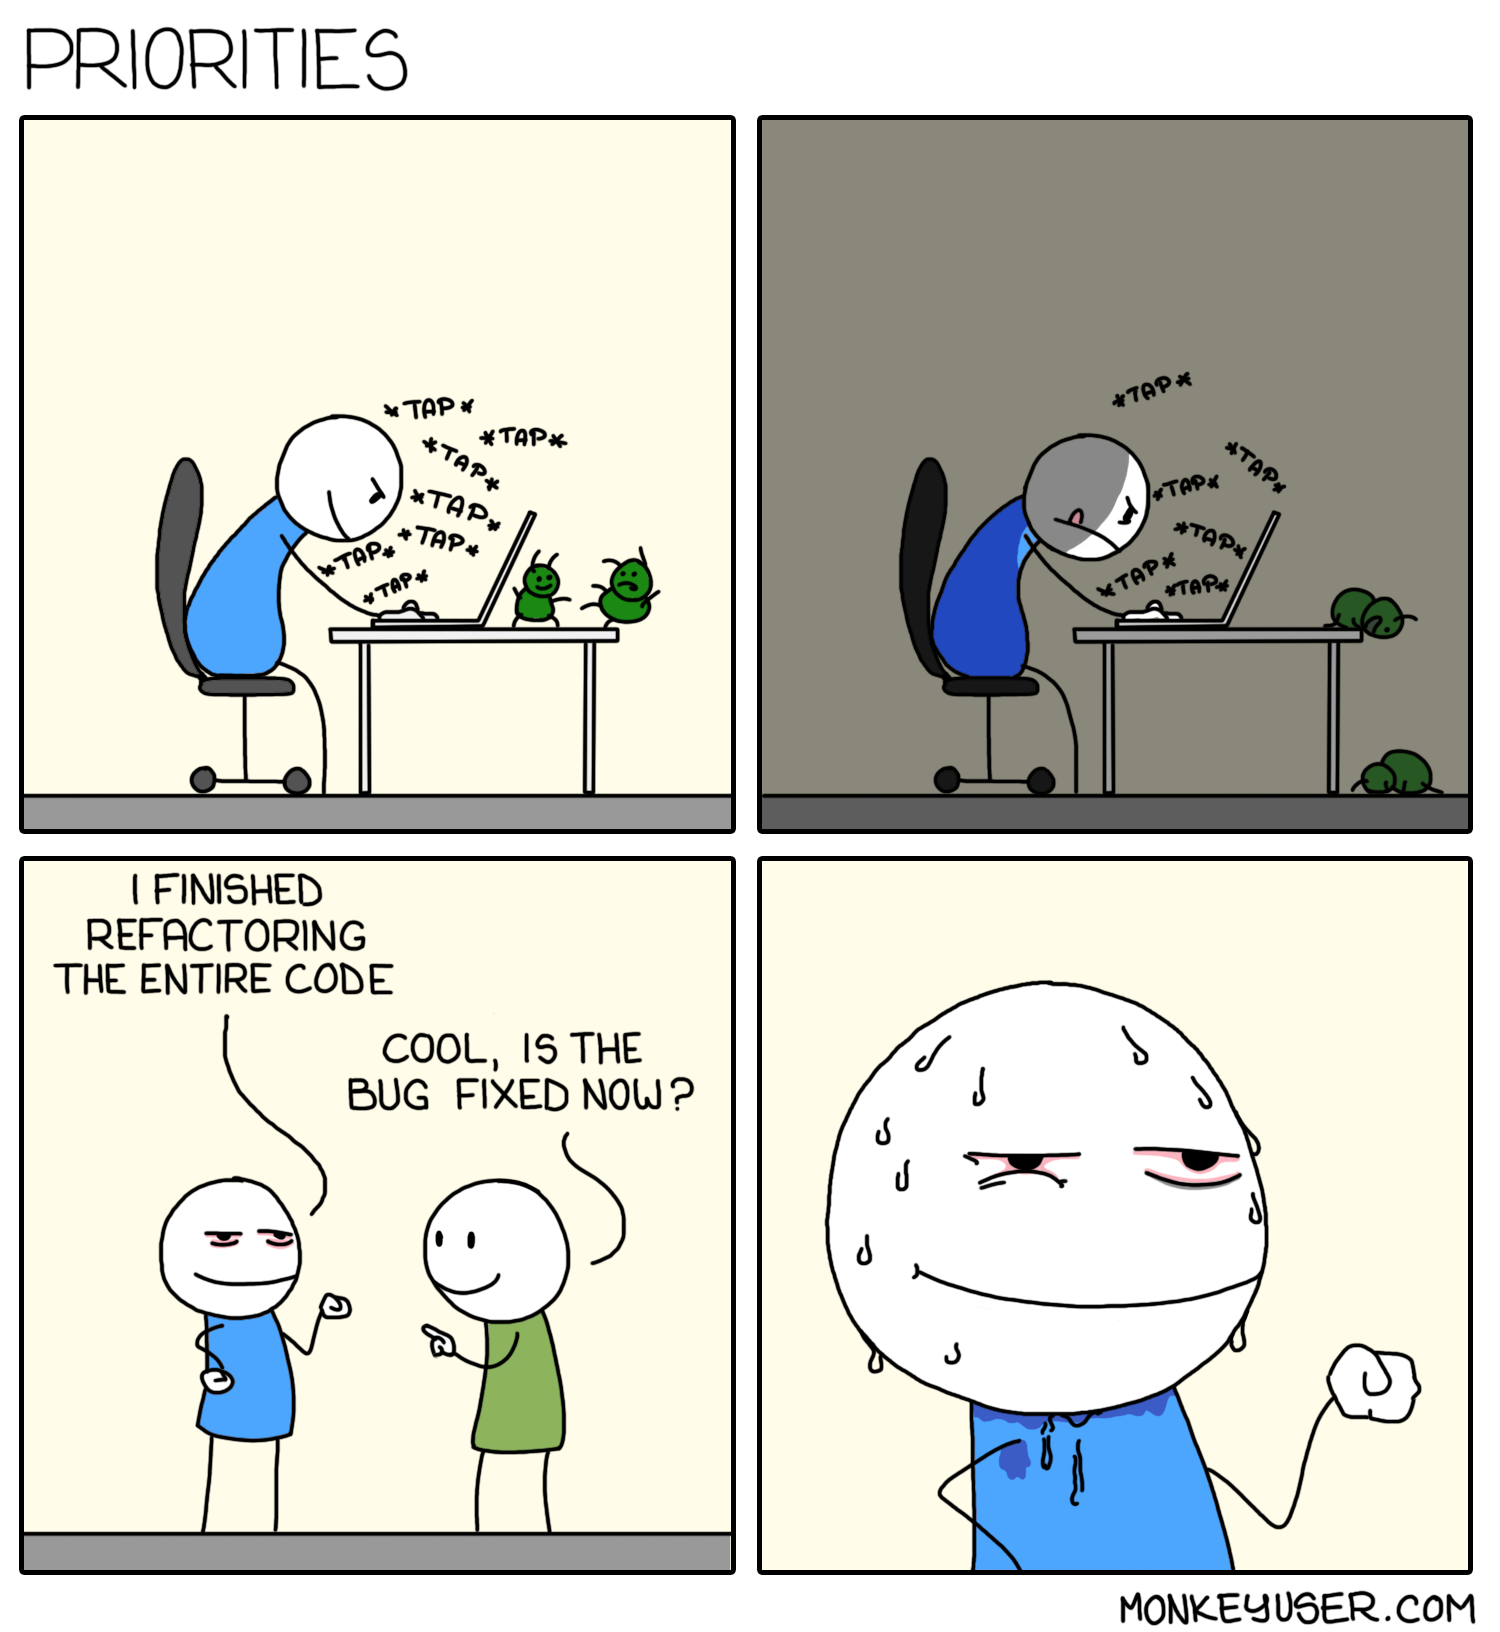 PRIORITIES
*TAP*
*TAP*
*TAP*
*TAP*
*TAP*
*TAP*
*TAP*
*TAP*
*TAP*
*TAP*
*TAP*
*TAP*
*TAP*
I FINISHED
REFACTORING
THE ENTIRE CODE
COOL, IS THE
BUG FIXED NOW?
MONKEYUSER.COM